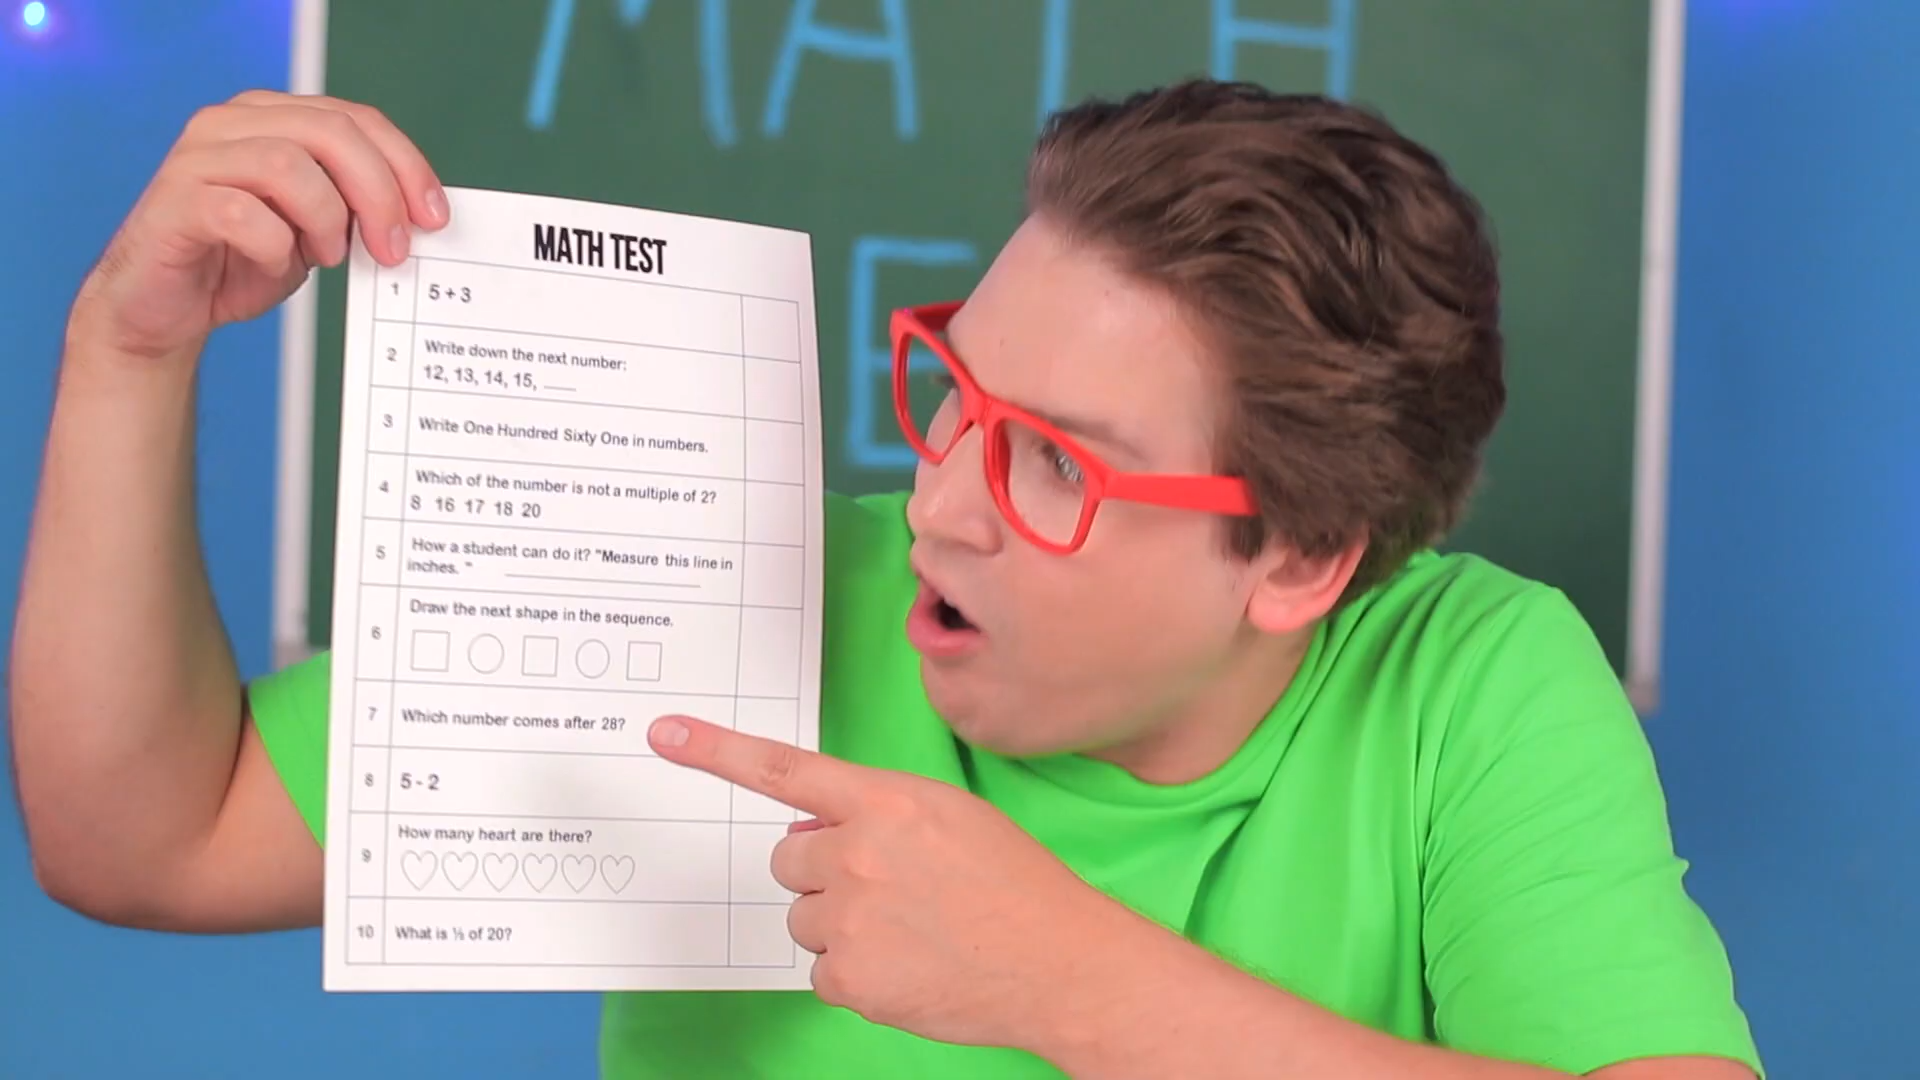 MATH
E
MATH TEST
1 5 + 3
2 Write down the next number:
12, 13, 14, 15, ____
3 Write One Hundred Sixty One in numbers.
4 Which of the number is not a multiple of 2?
8 16 17 18 20
5 How a student can do it? "Measure this line in
inches. "
6 Draw the next shape in the sequence.
7 Which number comes after 28?
8 5 - 2
9 How many heart are there?
10 What is ½ of 20?